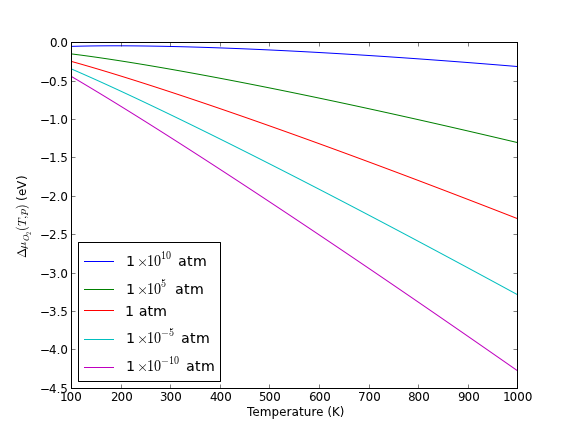 0.0
−0.5
−1.0
−1.5
−2.0
−2.5
−3.0
−3.5
−4.0
−4.5
Δμ_{O_2}(T,p) (eV)
1×10^{10} atm
1×10^{5} atm
1 atm
1×10^{−5} atm
1×10^{−10} atm
100 200 300 400 500 600 700 800 900 1000
Temperature (K)